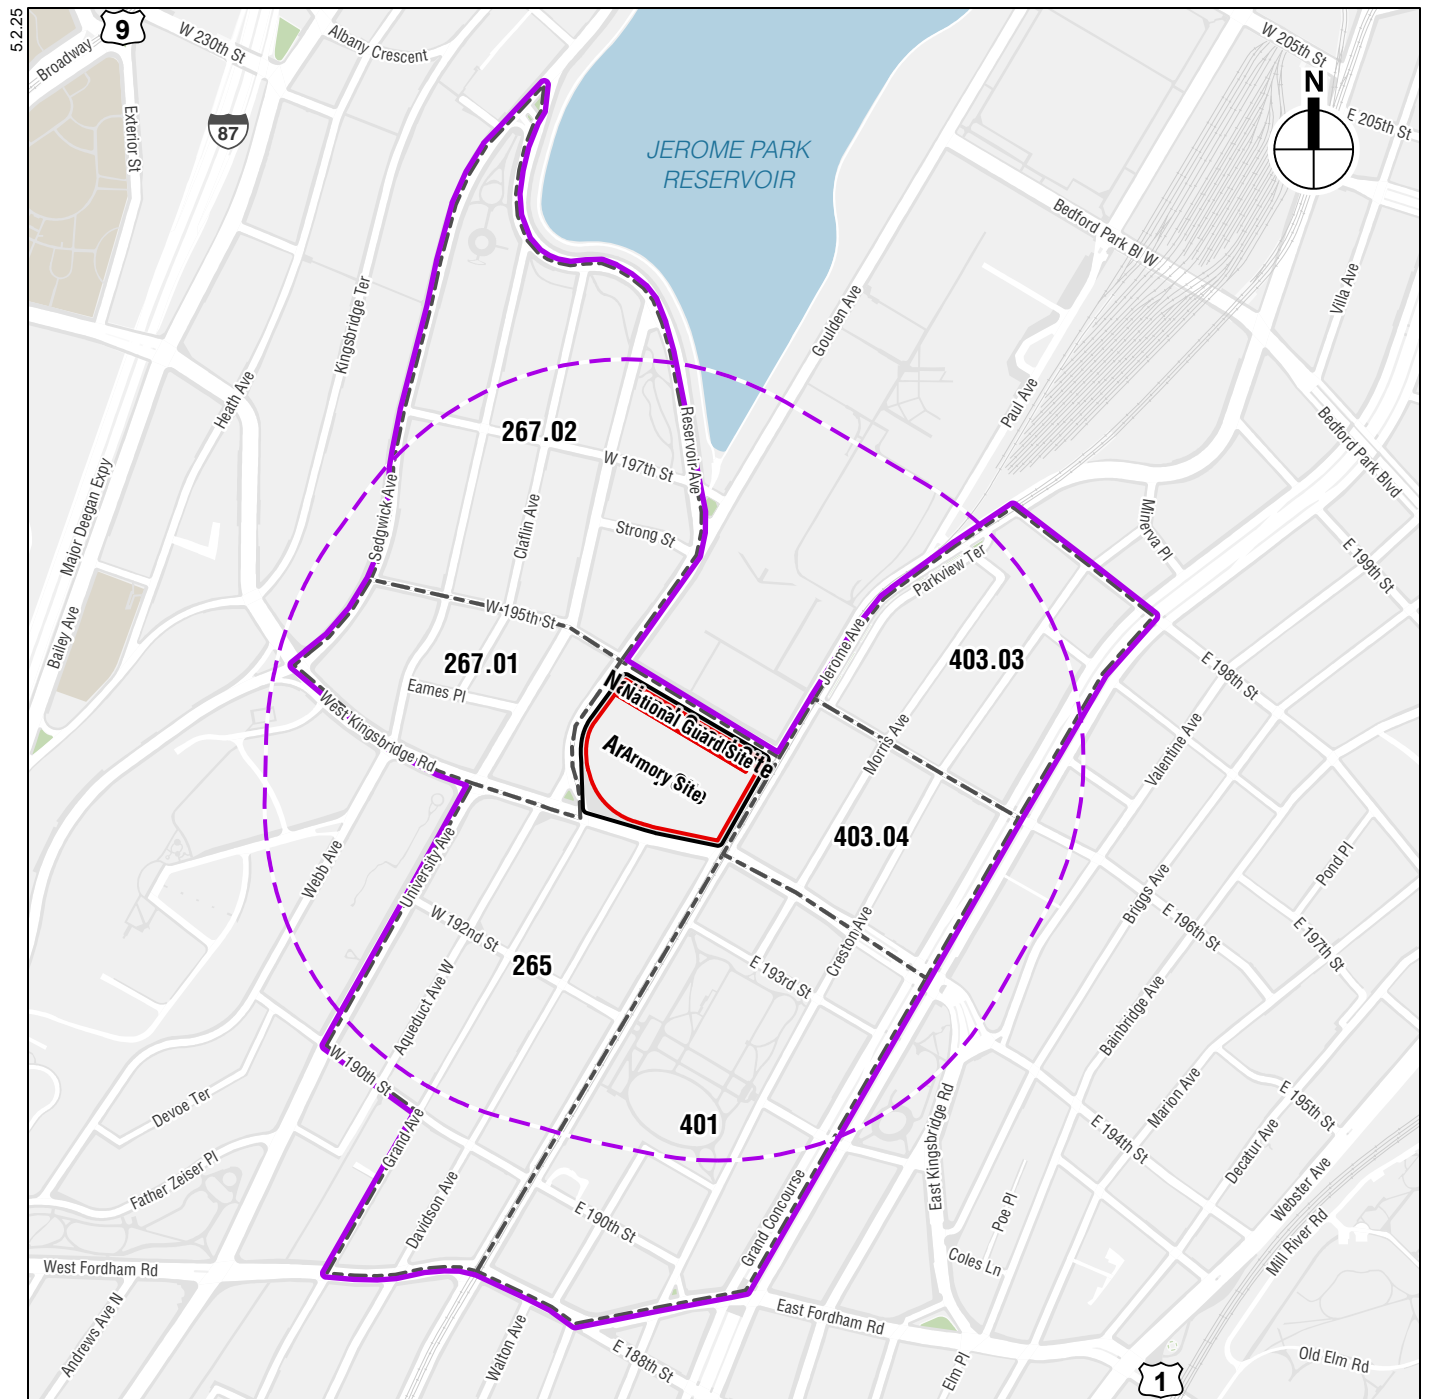 5.2.25
9
W 230th St
Albany Crescent
Broadway
W 205th St
N
E 205th St
Exterior St
87
JEROME PARK
RESERVOIR
Bedford Park Bl W
Villa Ave
Kingsbridge Ter
Goulden Ave
Heath Ave
Paul Ave
Bedford Park Blvd
267.02
Reservoir Ave
W 197th St
Major Deegan Expy
Sedgwick Ave
Claflin Ave
Strong St
Minerva Pl
E 199th St
Parkview Ter
Bailey Ave
W 195th St
Jerome Ave
403.03
267.01
E 198th St
Eames Pl
National Guard Site
West Kingsbridge Rd
Morris Ave
Valentine Ave
Armory Site
403.04
University Ave
Webb Ave
Pond Pl
Briggs Ave
W 192nd St
E 196th St
Creston Ave
E 197th St
265
E 193rd St
Aqueduct Ave W
Bainbridge Ave
W 190th St
Devoe Ter
Marion Ave
E 195th St
401
East Kingsbridge Rd
E 194th St
Grand Ave
Decatur Ave
Father Zeiser Pl
Webster Ave
Davidson Ave
Grand Concourse
Poe Pl
E 190th St
Mill River Rd
West Fordham Rd
Coles Ln
Andrews Ave N
East Fordham Rd
Walton Ave
E 188th St
Elm Pl
Old Elm Rd
1